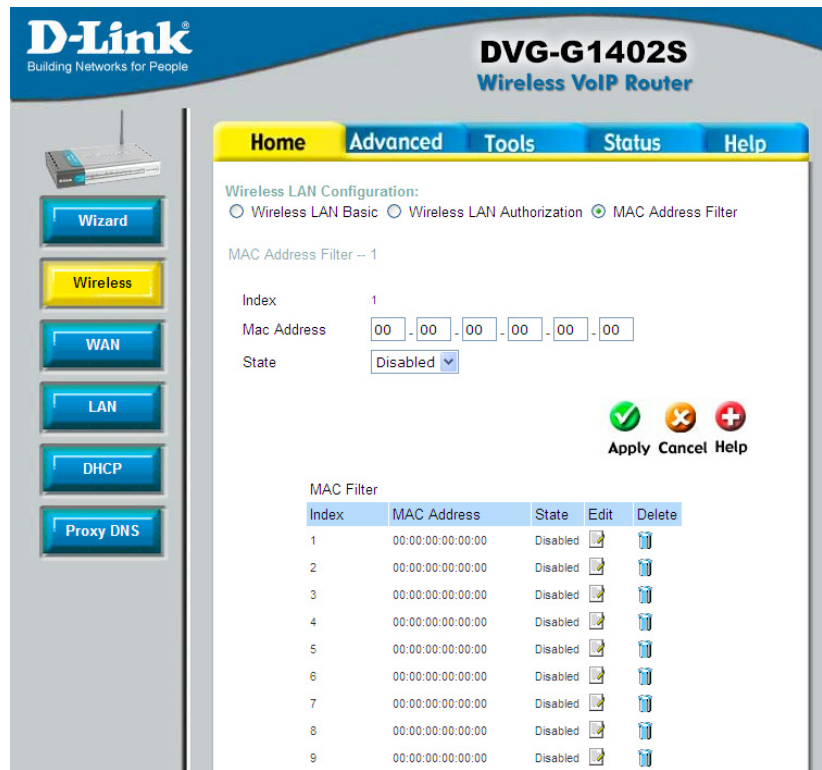 D-Link®
Building Networks for People
DVG-G1402S
Wireless VoIP Router
Home Advanced Tools Status Help
Wizard
Wireless
WAN
LAN
DHCP
Proxy DNS
Wireless LAN Configuration:
Wireless LAN Basic Wireless LAN Authorization MAC Address Filter
MAC Address Filter -- 1
Index 1
Mac Address 00 - 00 - 00 - 00 - 00 - 00
State Disabled
Apply Cancel Help
MAC Filter
Index MAC Address State Edit Delete
1 00:00:00:00:00:00 Disabled
2 00:00:00:00:00:00 Disabled
3 00:00:00:00:00:00 Disabled
4 00:00:00:00:00:00 Disabled
5 00:00:00:00:00:00 Disabled
6 00:00:00:00:00:00 Disabled
7 00:00:00:00:00:00 Disabled
8 00:00:00:00:00:00 Disabled
9 00:00:00:00:00:00 Disabled